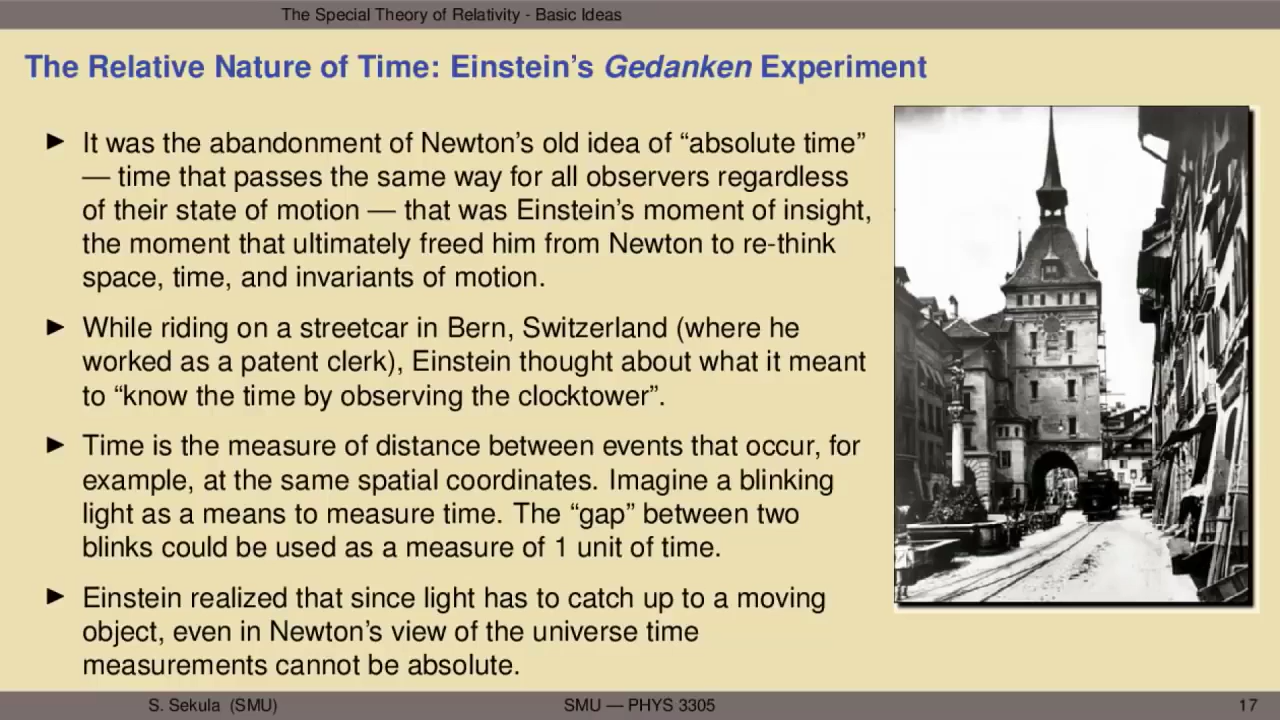 The Special Theory of Relativity - Basic Ideas
The Relative Nature of Time: Einstein's Gedanken Experiment
► It was the abandonment of Newton's old idea of “absolute time”
— time that passes the same way for all observers regardless
of their state of motion — that was Einstein's moment of insight,
the moment that ultimately freed him from Newton to re-think
space, time, and invariants of motion.
► While riding on a streetcar in Bern, Switzerland (where he
worked as a patent clerk), Einstein thought about what it meant
to “know the time by observing the clocktower”.
► Time is the measure of distance between events that occur, for
example, at the same spatial coordinates. Imagine a blinking
light as a means to measure time. The “gap” between two
blinks could be used as a measure of 1 unit of time.
► Einstein realized that since light has to catch up to a moving
object, even in Newton's view of the universe time
measurements cannot be absolute.
S. Sekula (SMU)
SMU — PHYS 3305
17